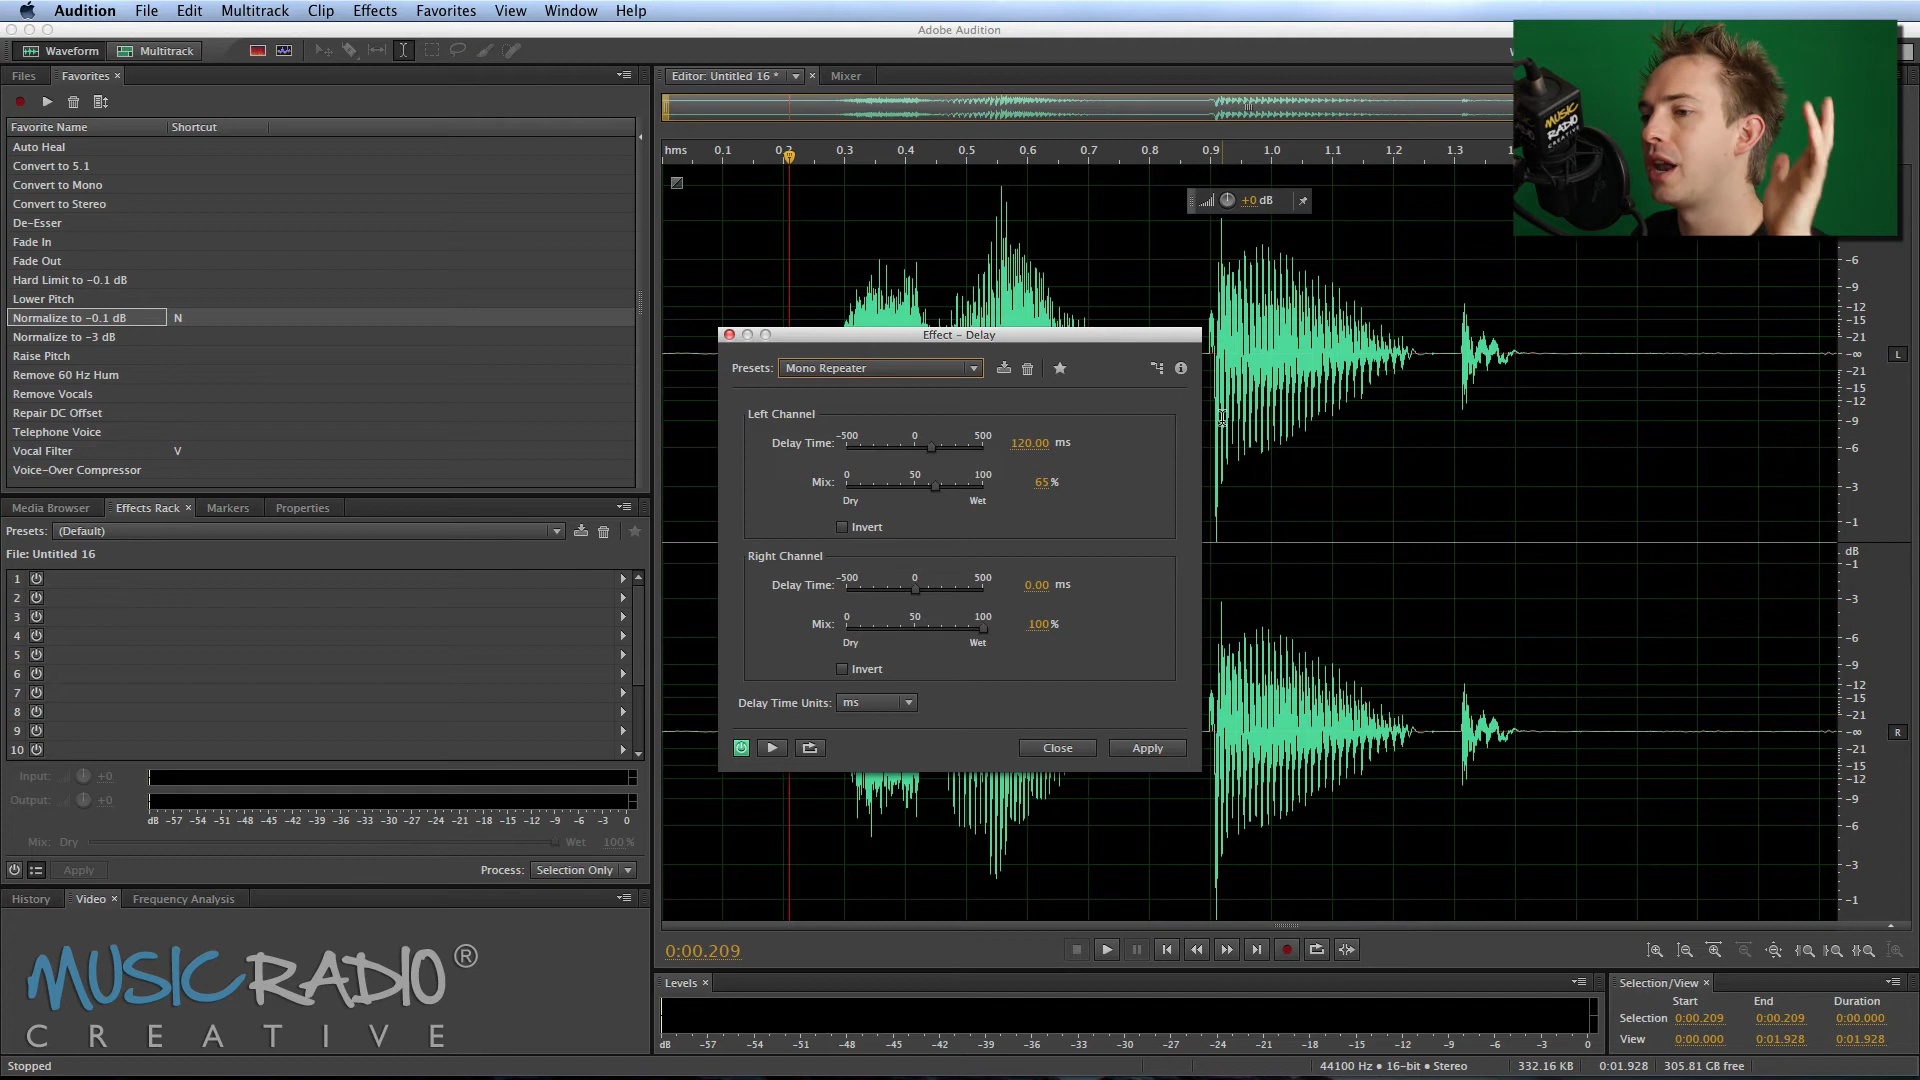 Audition File Edit Multitrack Clip Effects Favorites View Window Help
Adobe Audition
Waveform Multitrack
Files Favorites
Favorite Name Shortcut
Auto Heal
Convert to 5.1
Convert to Mono
Convert to Stereo
De-Esser
Fade In
Fade Out
Hard Limit to -0.1 dB
Lower Pitch
Normalize to -0.1 dB N
Normalize to -3 dB
Raise Pitch
Remove 60 Hz Hum
Remove Vocals
Repair DC Offset
Telephone Voice
Vocal Filter V
Voice-Over Compressor
Media Browser Effects Rack Markers Properties
Presets: (Default)
File: Untitled 16
1
2
3
4
5
6
7
8
9
10
Input: +0
Output: +0
dB -57 -54 -51 -48 -45 -42 -39 -36 -33 -30 -27 -24 -21 -18 -15 -12 -9 -6 -3 0
Mix: Dry Wet 100 %
Apply Process: Selection Only
History Video Frequency Analysis
MUSIC RADIO ®
CREATIVE
Editor: Untitled 16 * Mixer
hms 0.1 0.2 0.3 0.4 0.5 0.6 0.7 0.8 0.9 1.0 1.1 1.2 1.3
+0 dB
MUSIC
RADIO
CREATIVE
-6
-9
-12
-15
-21
-∞
-21
-15
-12
-9
-6
-3
-1
L
dB
-1
-3
-6
-9
-12
-15
-21
-∞
-21
-15
-12
-9
-6
-3
-1
R
Effect - Delay
Presets: Mono Repeater
Left Channel
-500 0 500
Delay Time: 120.00 ms
0 50 100
Mix: 65 %
Dry Wet
Invert
Right Channel
-500 0 500
Delay Time: 0.00 ms
0 50 100
Mix: 100 %
Dry Wet
Invert
Delay Time Units: ms
Close Apply
0:00.209
Levels
dB -57 -54 -51 -48 -45 -42 -39 -36 -33 -30 -27 -24 -21 -18 -15 -12 -9 -6 -3 0
Selection/View
Start End Duration
Selection 0:00.209 0:00.209 0:00.000
View 0:00.000 0:01.928 0:01.928
Stopped
44100 Hz • 16-bit • Stereo 332.16 KB 0:01.928 305.81 GB free